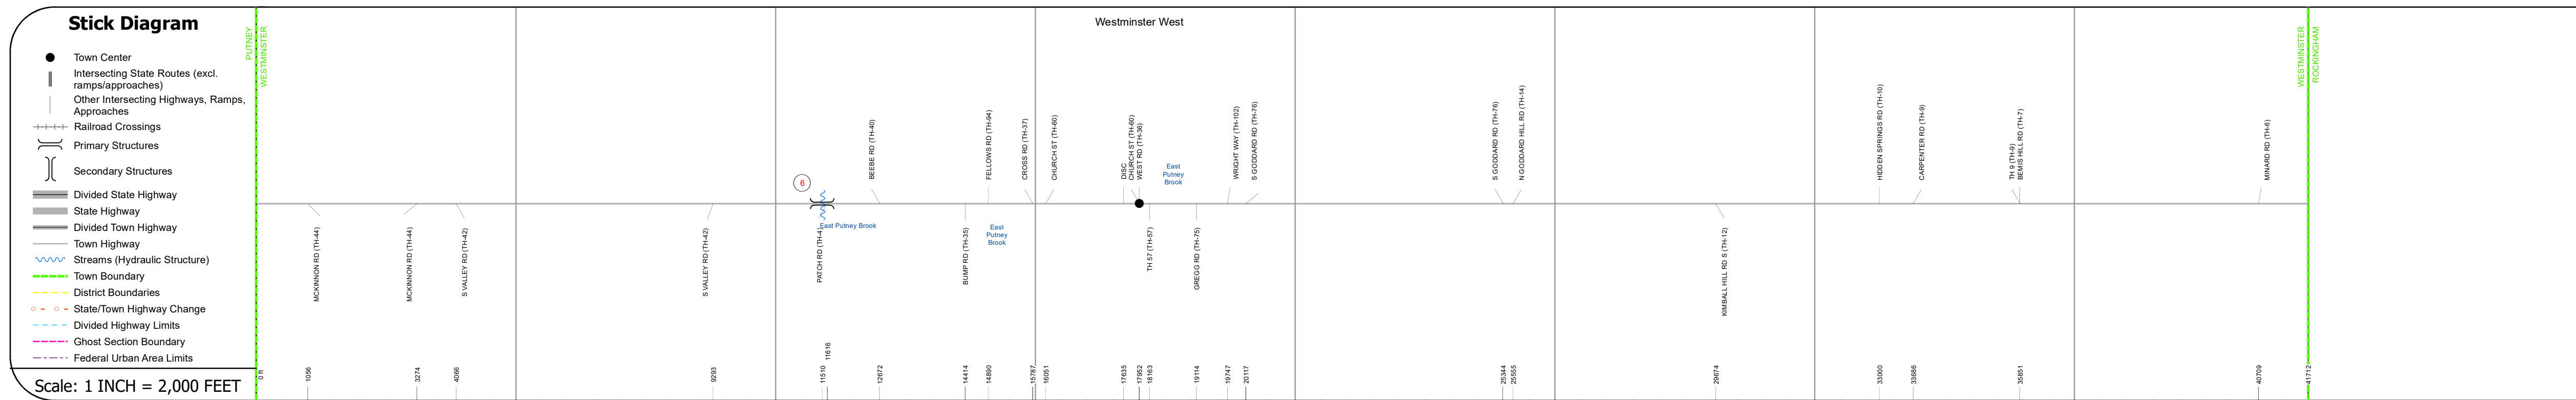 Stick Diagram
Town Center
Intersecting State Routes (excl.
ramps/approaches)
Other Intersecting Highways, Ramps,
Approaches
Railroad Crossings
Primary Structures
Secondary Structures
Divided State Highway
State Highway
Divided Town Highway
Town Highway
Streams (Hydraulic Structure)
Town Boundary
District Boundaries
State/Town Highway Change
Divided Highway Limits
Ghost Section Boundary
Federal Urban Area Limits
Scale: 1 INCH = 2,000 FEET
PUTNEY
WESTMINSTER
Westminster West
WESTMINSTER
ROCKINGHAM
BEEBE RD (TH-40)
FELLOWS RD (TH-94)
CROSS RD (TH-37)
CHURCH ST (TH-60)
DISC
CHURCH ST (TH-60)
WEST RD (TH-36)
East
Putney
Brook
WRIGHT WAY (TH-102)
S GODDARD RD (TH-76)
S GODDARD RD (TH-76)
N GODDARD HILL RD (TH-14)
HIDDEN SPRINGS RD (TH-10)
CARPENTER RD (TH-9)
TH 9 (TH-9)
BEMIS HILL RD (TH-7)
MINARD RD (TH-6)
6
MCKINNON RD (TH-44)
MCKINNON RD (TH-44)
S VALLEY RD (TH-42)
S VALLEY RD (TH-42)
PATCH RD (TH-4)
East Putney Brook
BUMP RD (TH-35)
East
Putney
Brook
TH 57 (TH-57)
GREGG RD (TH-75)
KIMBALL HILL RD S (TH-12)
0 ft
1056
3274
4066
9293
11510
11616
12672
14414
14890
15787
16051
17635
17952
18163
19114
19747
20117
25344
25555
29674
33000
33686
35851
40709
41712